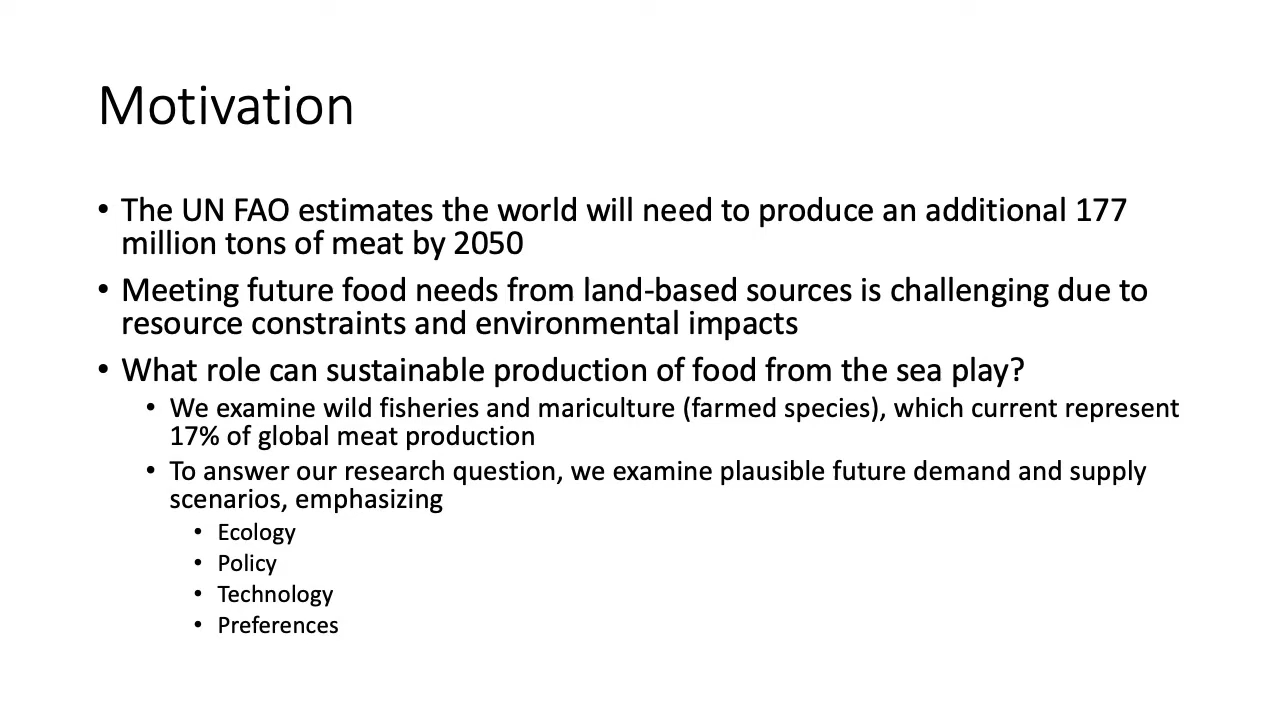 Motivation
• The UN FAO estimates the world will need to produce an additional 177
million tons of meat by 2050
• Meeting future food needs from land-based sources is challenging due to
resource constraints and environmental impacts
• What role can sustainable production of food from the sea play?
• We examine wild fisheries and mariculture (farmed species), which current represent
17% of global meat production
• To answer our research question, we examine plausible future demand and supply
scenarios, emphasizing
• Ecology
• Policy
• Technology
• Preferences